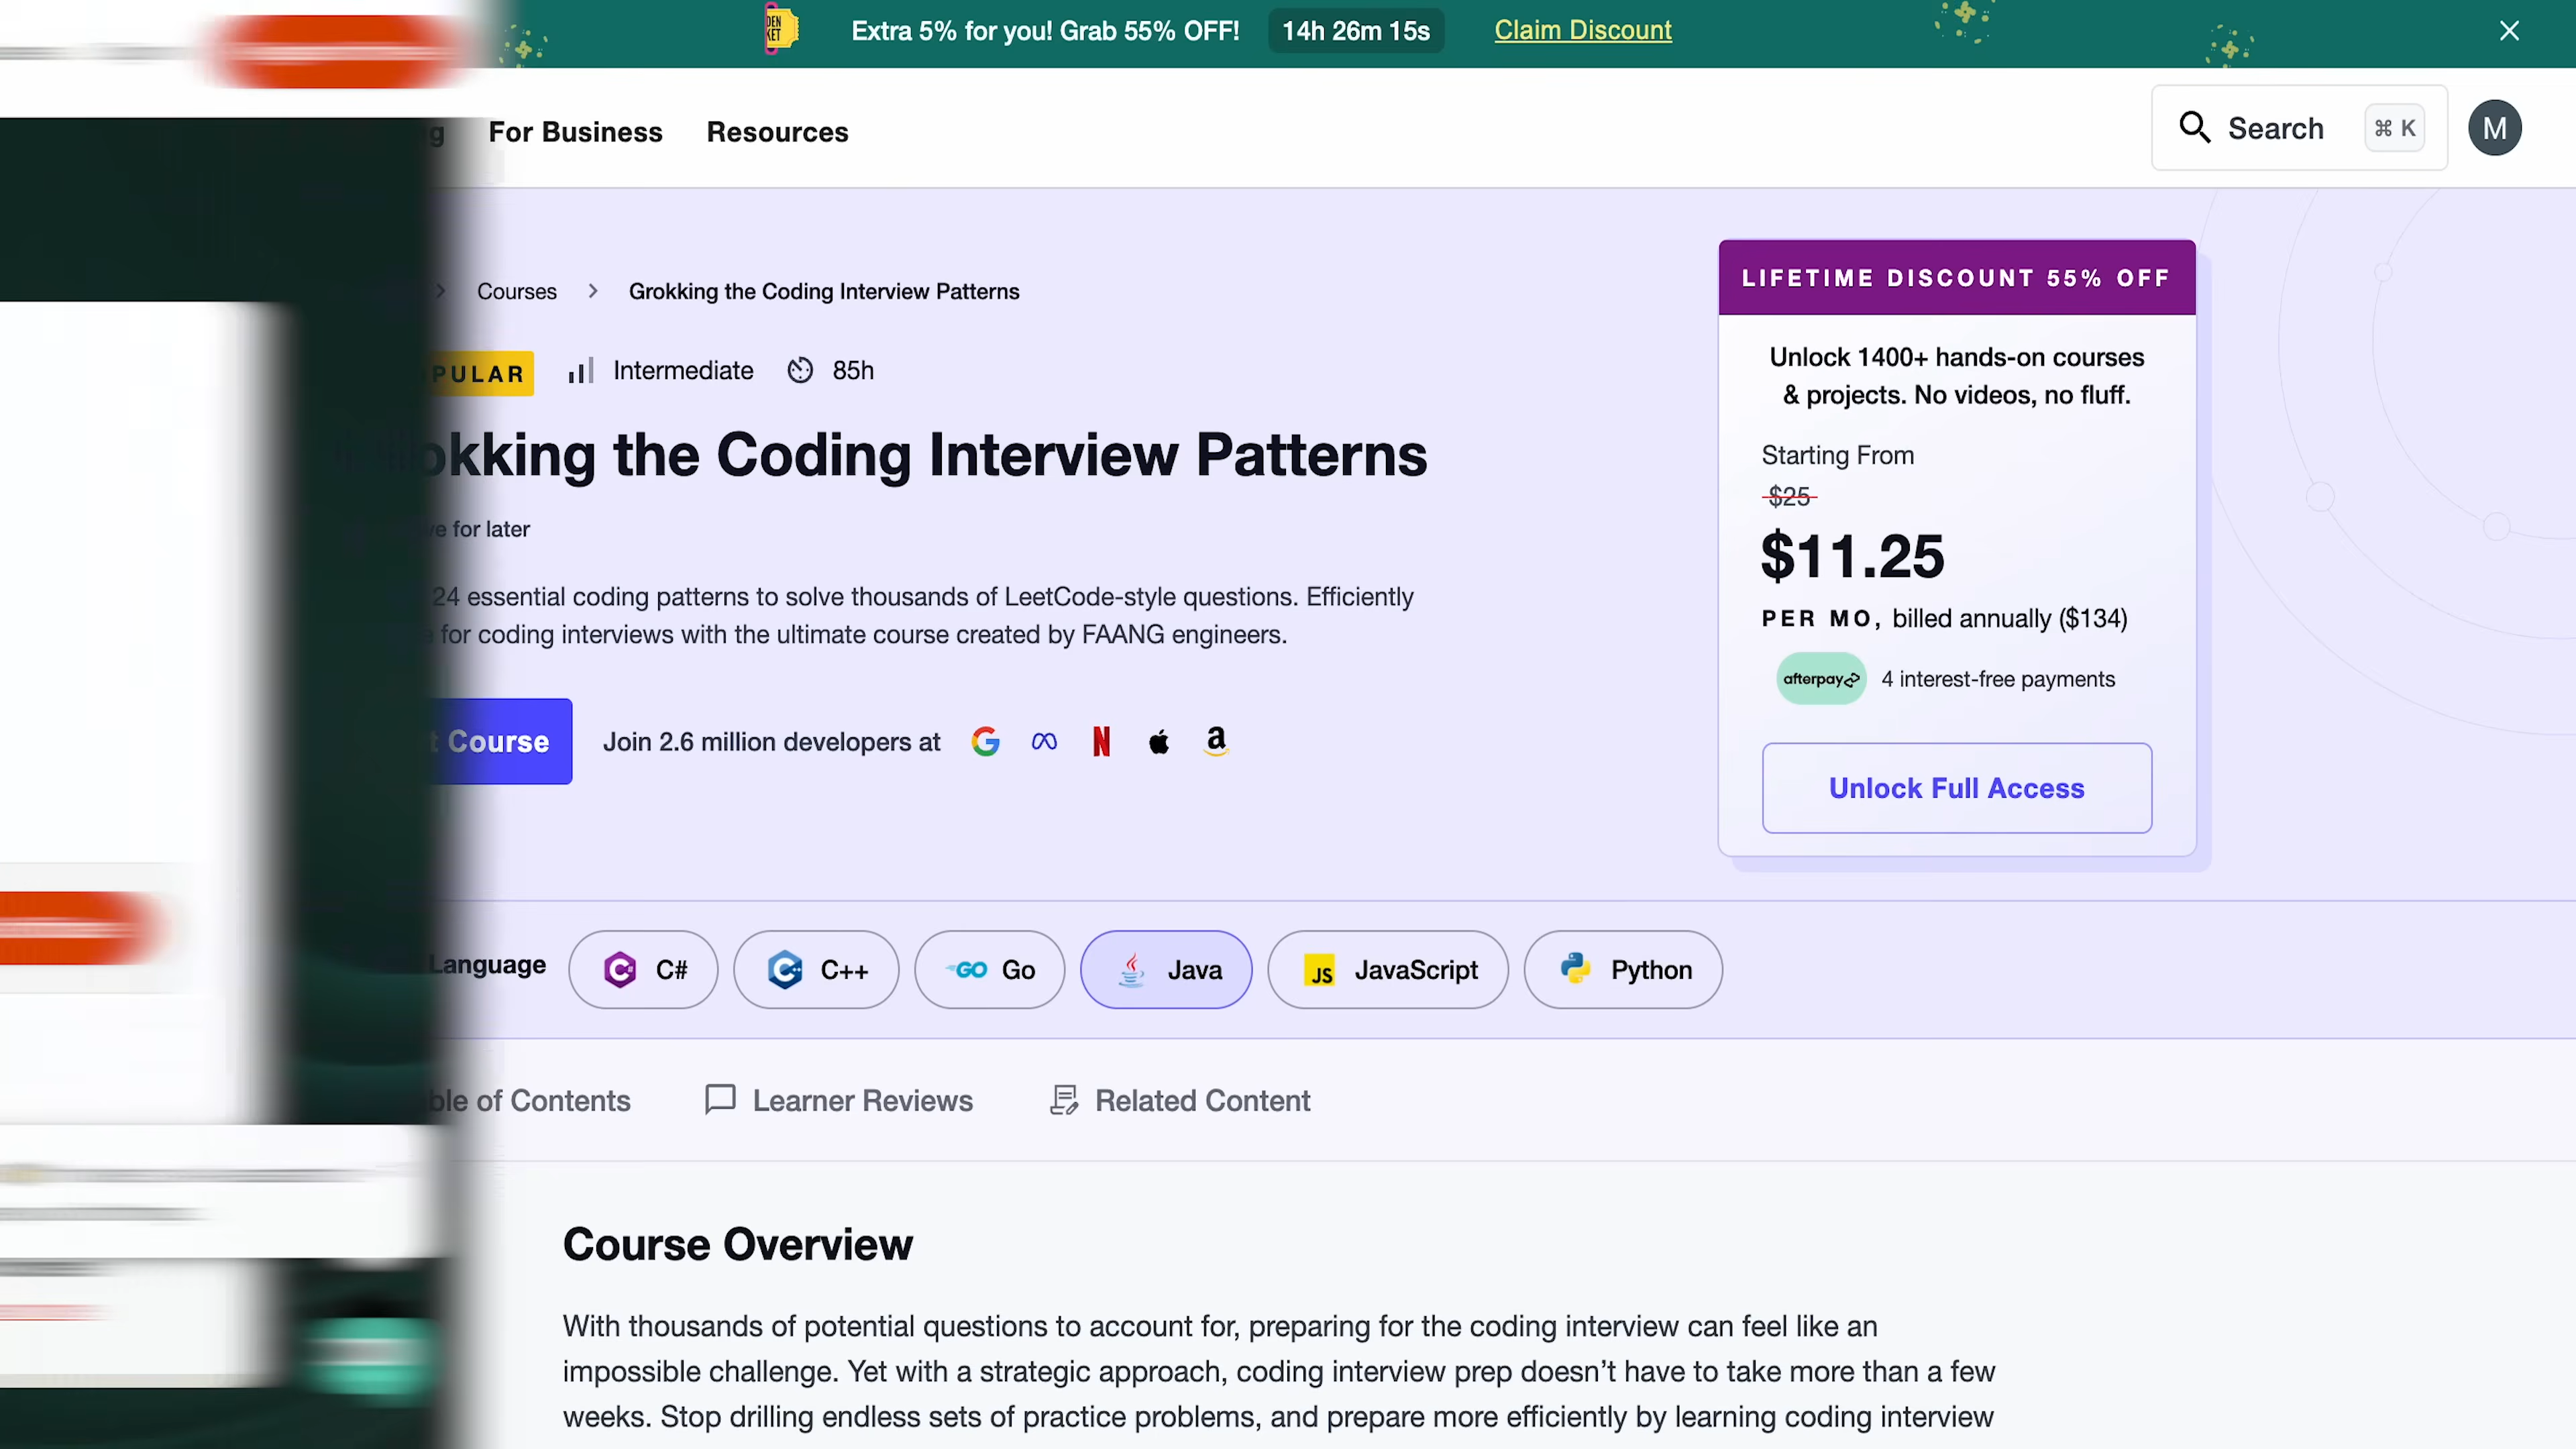 DEN
KET
Extra 5% for you! Grab 55% OFF!
14h 26m 15s
Claim Discount
For Business
Resources
Search
⌘ K
M
Courses
Grokking the Coding Interview Patterns
PULAR
Intermediate
85h
okking the Coding Interview Patterns
for later
24 essential coding patterns to solve thousands of LeetCode-style questions. Efficiently
for coding interviews with the ultimate course created by FAANG engineers.
Course
Join 2.6 million developers at
LIFETIME DISCOUNT 55% OFF
Unlock 1400+ hands-on courses
& projects. No videos, no fluff.
Starting From
$25
$11.25
PER MO, billed annually ($134)
afterpay
4 interest-free payments
Unlock Full Access
Language
C#
C++
GO Go
Java
JS JavaScript
Python
ble of Contents
Learner Reviews
Related Content
Course Overview
With thousands of potential questions to account for, preparing for the coding interview can feel like an
impossible challenge. Yet with a strategic approach, coding interview prep doesn’t have to take more than a few
weeks. Stop drilling endless sets of practice problems, and prepare more efficiently by learning coding interview